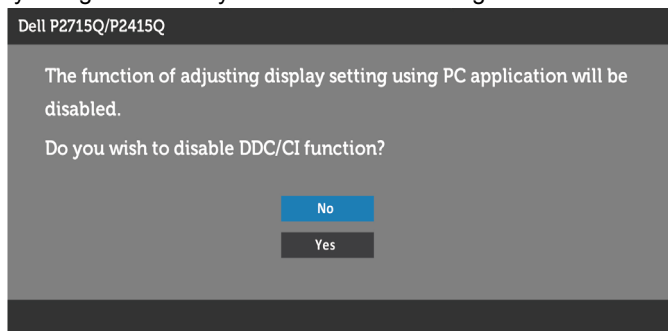 Dell P2715Q/P2415Q
The function of adjusting display setting using PC application will be
disabled.
Do you wish to disable DDC/CI function?
No
Yes